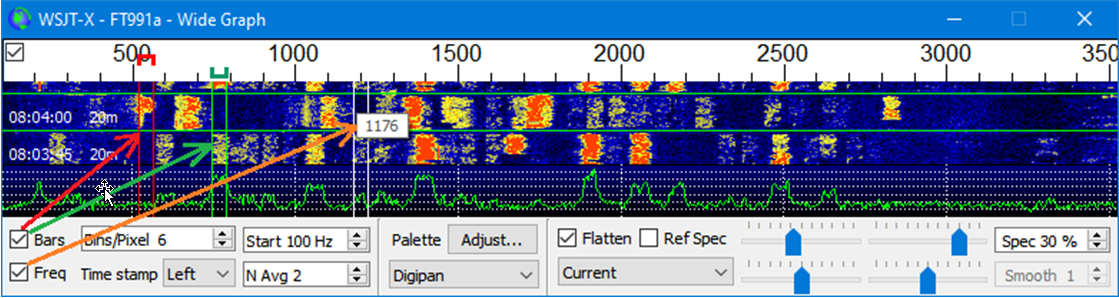 WSJT-X - FT991a - Wide Graph
500 1000 1500 2000 2500 3000 350
08:04:00 20m
1176
08:03:45 20m
Bars Bins/Pixel 6 Start 100 Hz Palette Adjust... Flatten Ref Spec Spec 30 %
Freq Time stamp Left N Avg 2 Digipan Current Smooth 1